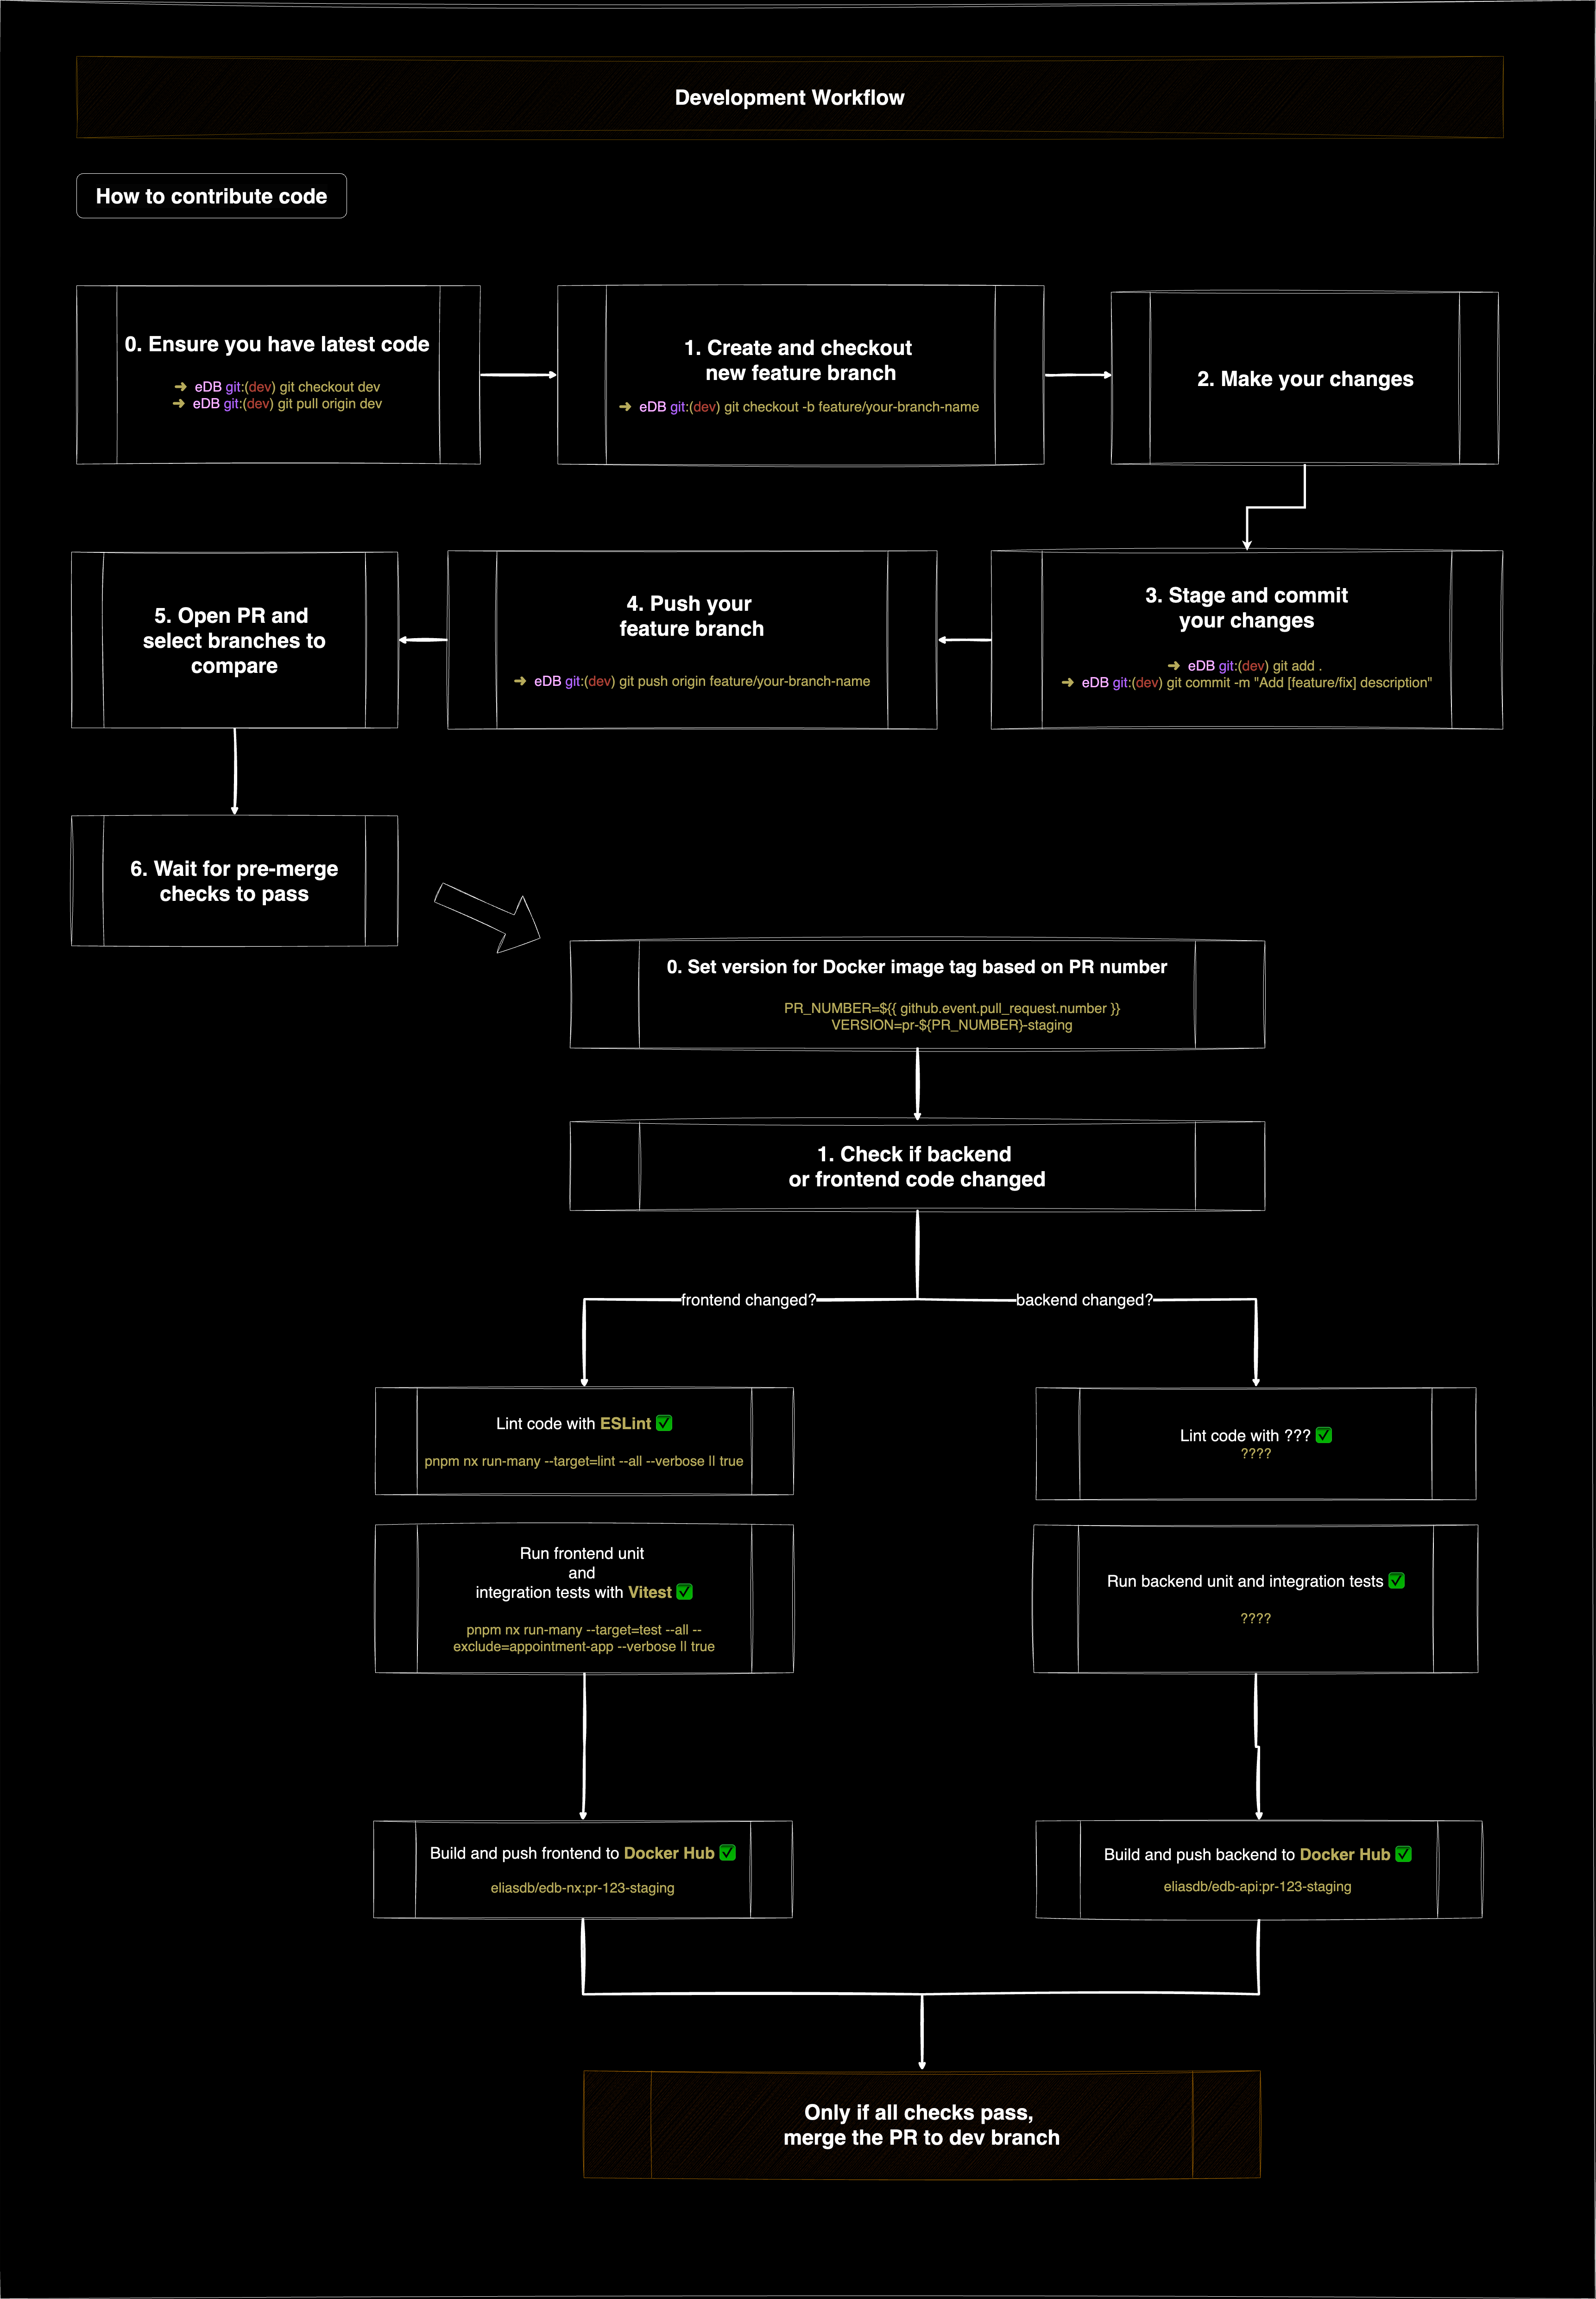 Development Workflow
How to contribute code
0. Ensure you have latest code
➜ eDB git:(dev) git checkout dev
➜ eDB git:(dev) git pull origin dev
1. Create and checkout
new feature branch
➜ eDB git:(dev) git checkout -b feature/your-branch-name
2. Make your changes
3. Stage and commit
your changes
➜ eDB git:(dev) git add .
➜ eDB git:(dev) git commit -m "Add [feature/fix] description"
4. Push your
feature branch
➜ eDB git:(dev) git push origin feature/your-branch-name
5. Open PR and
select branches to
compare
6. Wait for pre-merge
checks to pass
0. Set version for Docker image tag based on PR number
PR_NUMBER=${{ github.event.pull_request.number }}
VERSION=pr-${PR_NUMBER}-staging
1. Check if backend
or frontend code changed
frontend changed?
backend changed?
Lint code with ESLint ✅
pnpm nx run-many --target=lint --all --verbose || true
Lint code with ??? ✅
????
Run frontend unit
and
integration tests with Vitest ✅
pnpm nx run-many --target=test --all --
exclude=appointment-app --verbose || true
Run backend unit and integration tests ✅
????
Build and push frontend to Docker Hub ✅
eliasdb/edb-nx:pr-123-staging
Build and push backend to Docker Hub ✅
eliasdb/edb-api:pr-123-staging
Only if all checks pass,
merge the PR to dev branch